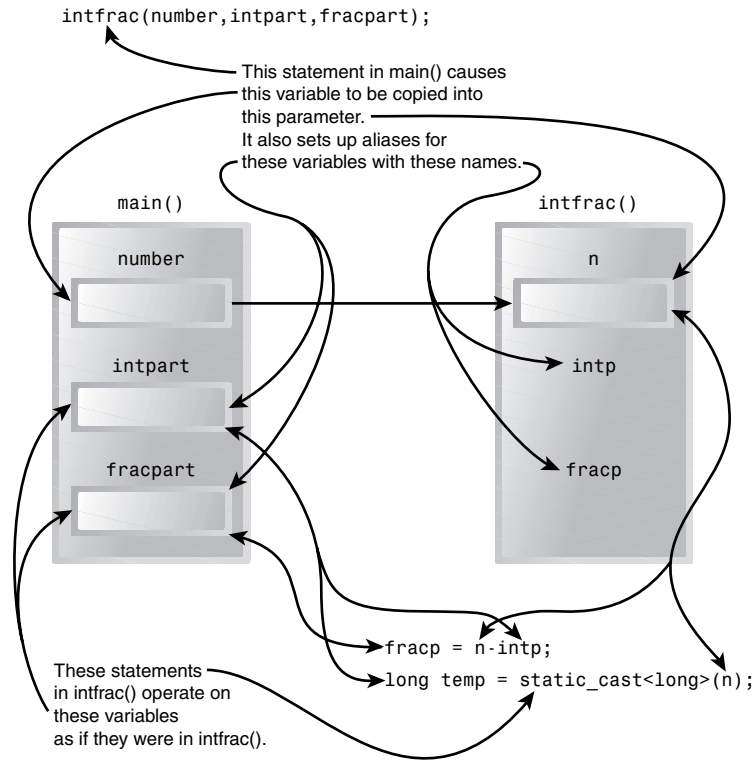 intfrac(number,intpart,fracpart);
This statement in main() causes
this variable to be copied into
this parameter.
It also sets up aliases for
these variables with these names.
main()
intfrac()
number
n
intpart
intp
fracpart
fracp
fracp = n-intp;
long temp = static_cast<long>(n);
These statements
in intfrac() operate on
these variables
as if they were in intfrac().